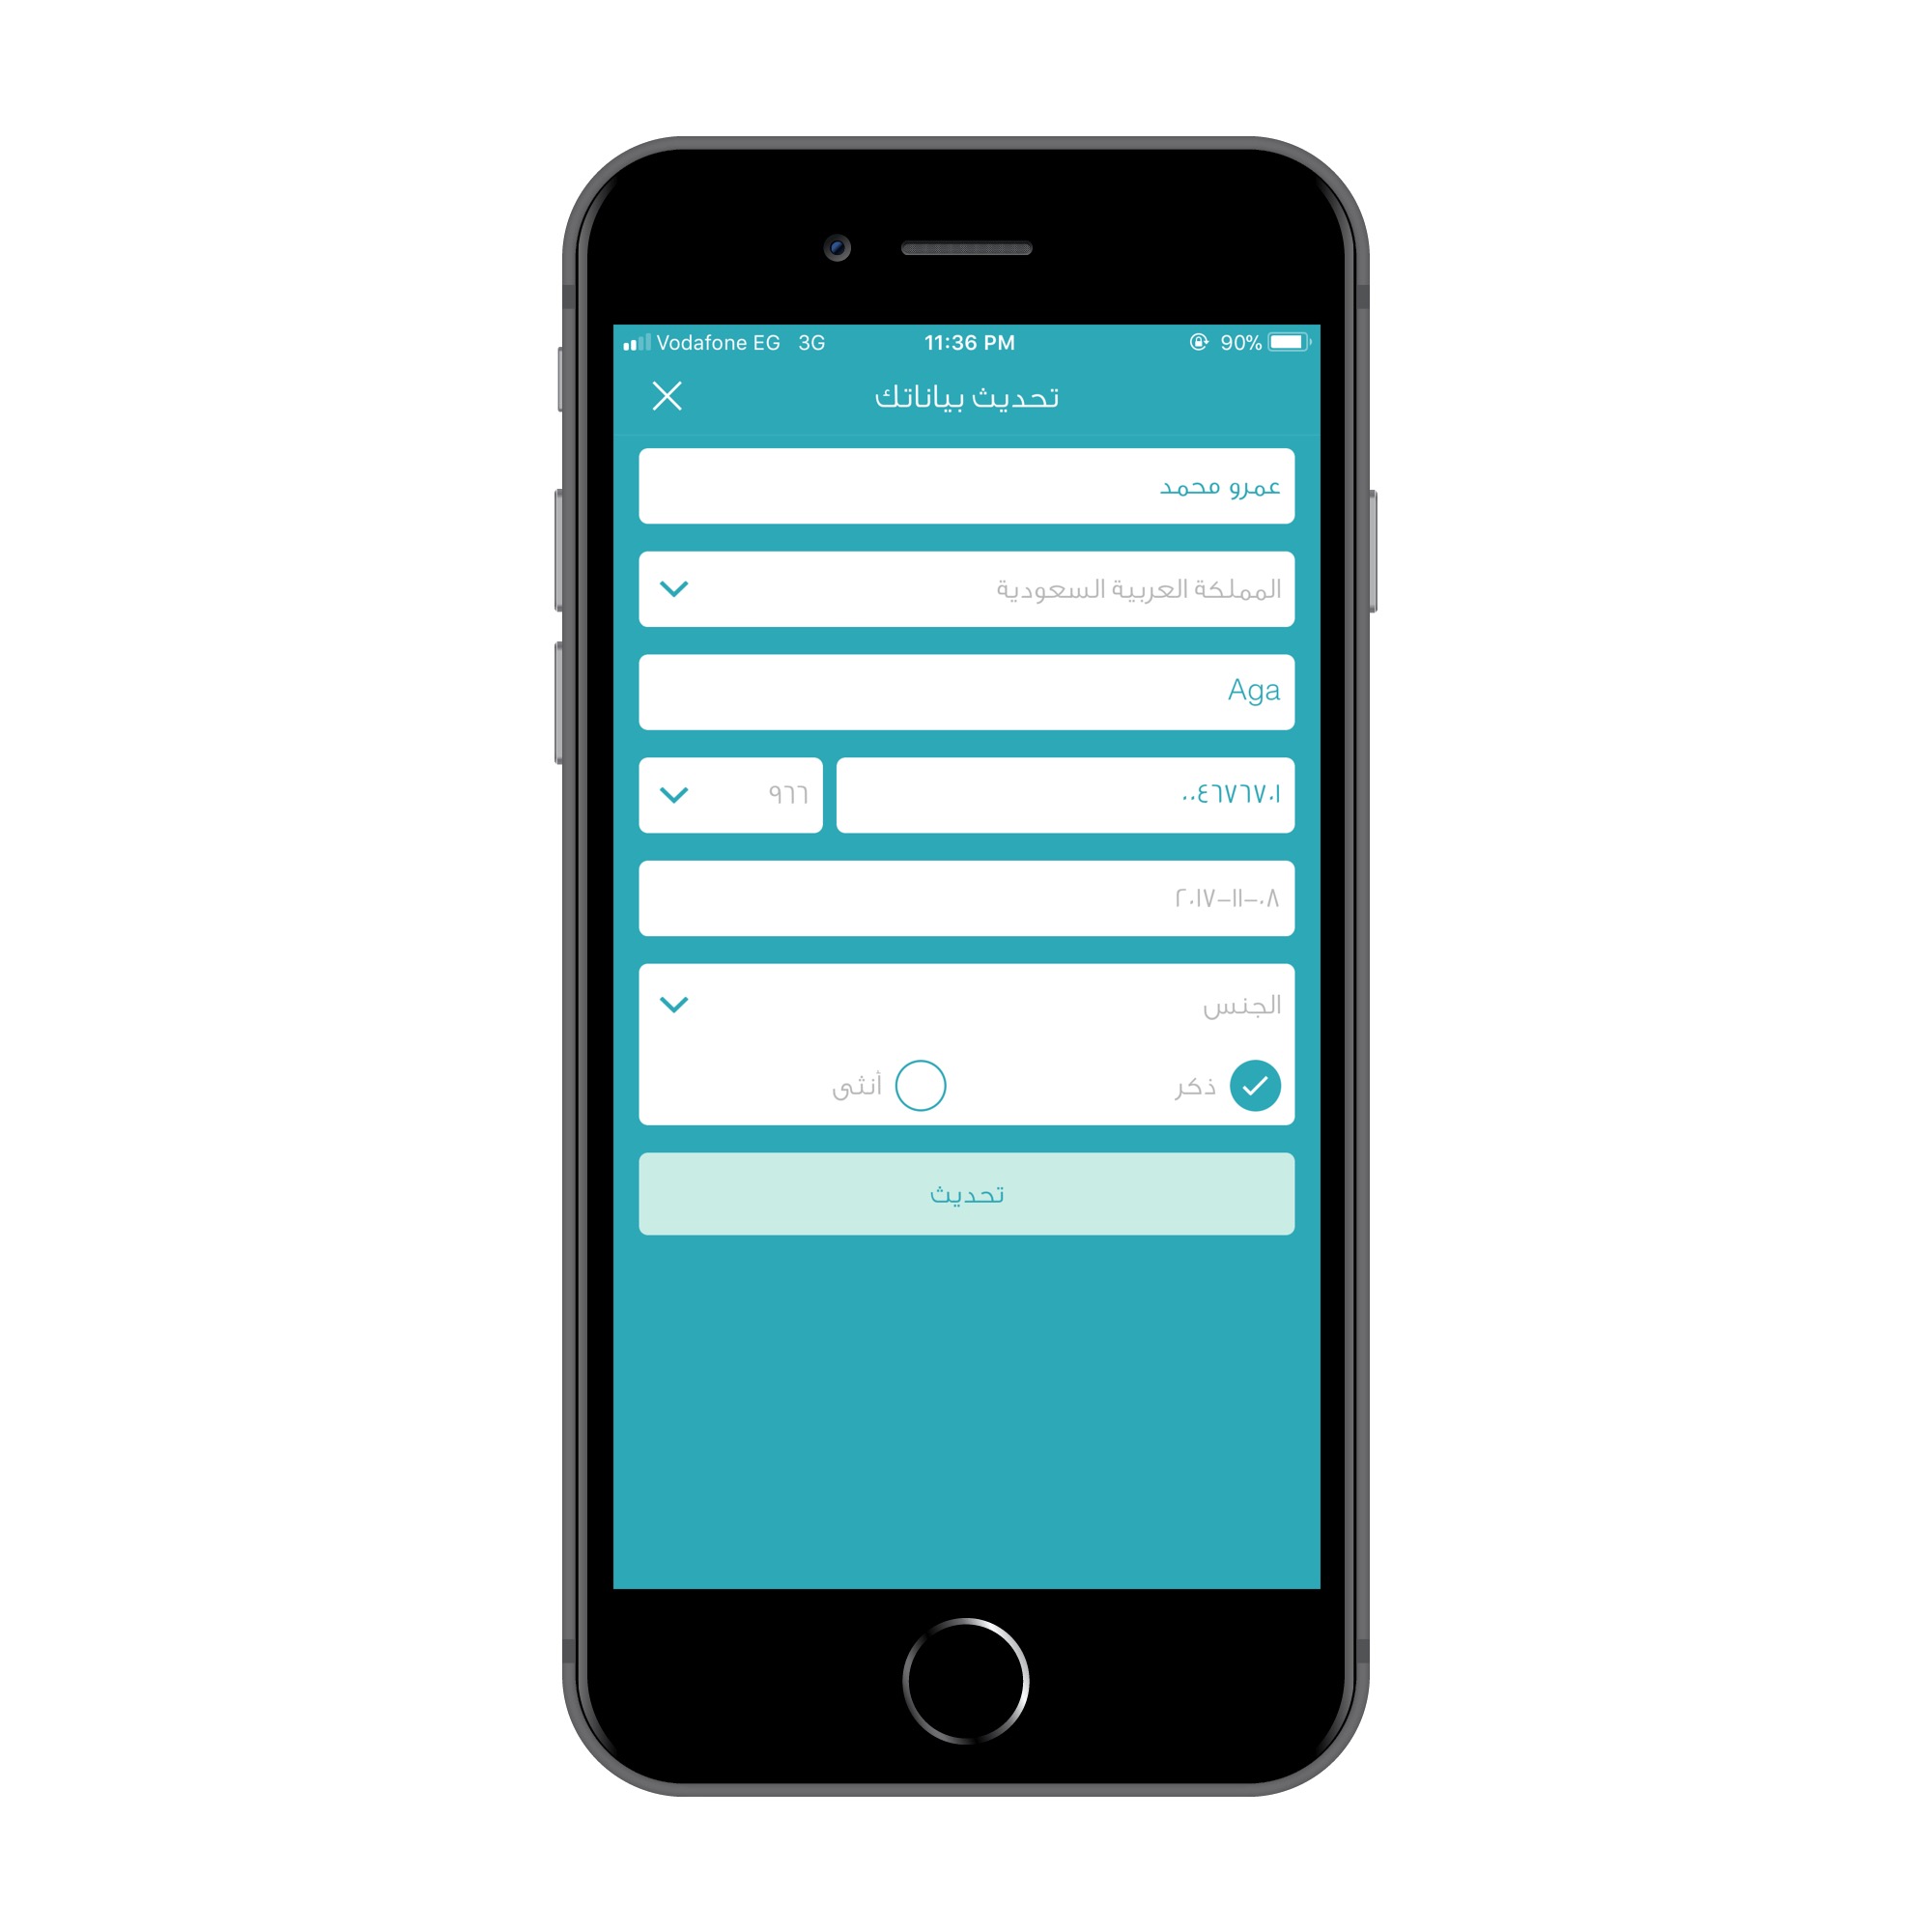 Vodafone EG 3G 11:36 PM 90%
تحديث بياناتك
عمرو محمد
المملكة العربية السعودية
Aga
٠٠٤٦٧٦٧٠١ ٩٦٦
٢٠١٧-١١-٠٨
الجنس
ذكر أنثى
تحديث